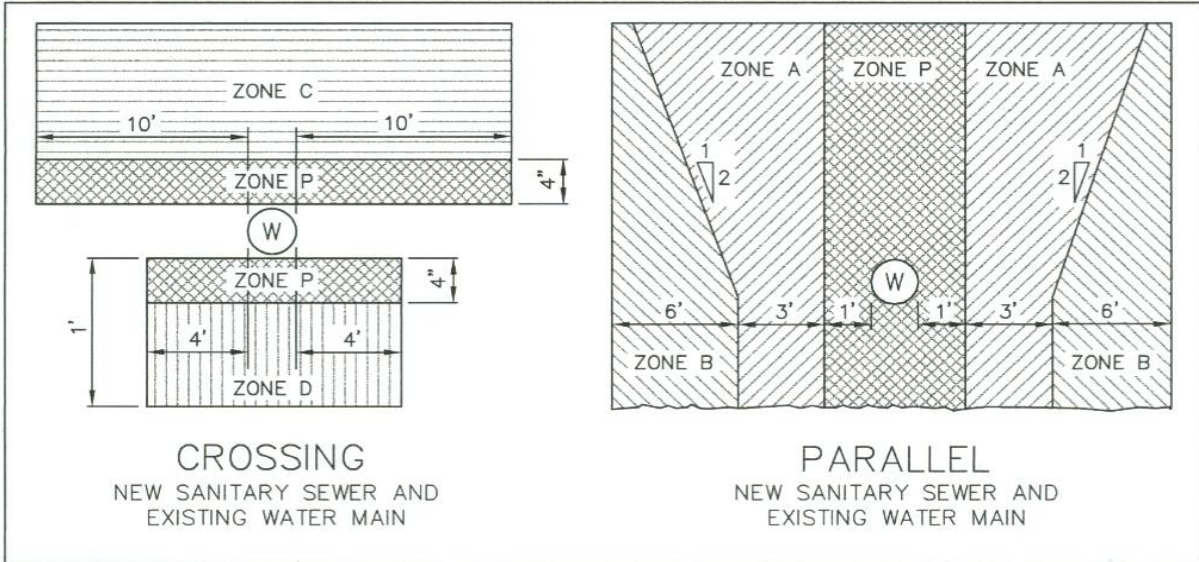 ZONE C
10'
10'
ZONE P
4"
W
ZONE P
4"
1'
4'
4'
ZONE D
CROSSING
NEW SANITARY SEWER AND
EXISTING WATER MAIN
ZONE A
ZONE P
ZONE A
1
2
1
2
W
6'
3'
1'
1'
3'
6'
ZONE B
ZONE B
PARALLEL
NEW SANITARY SEWER AND
EXISTING WATER MAIN